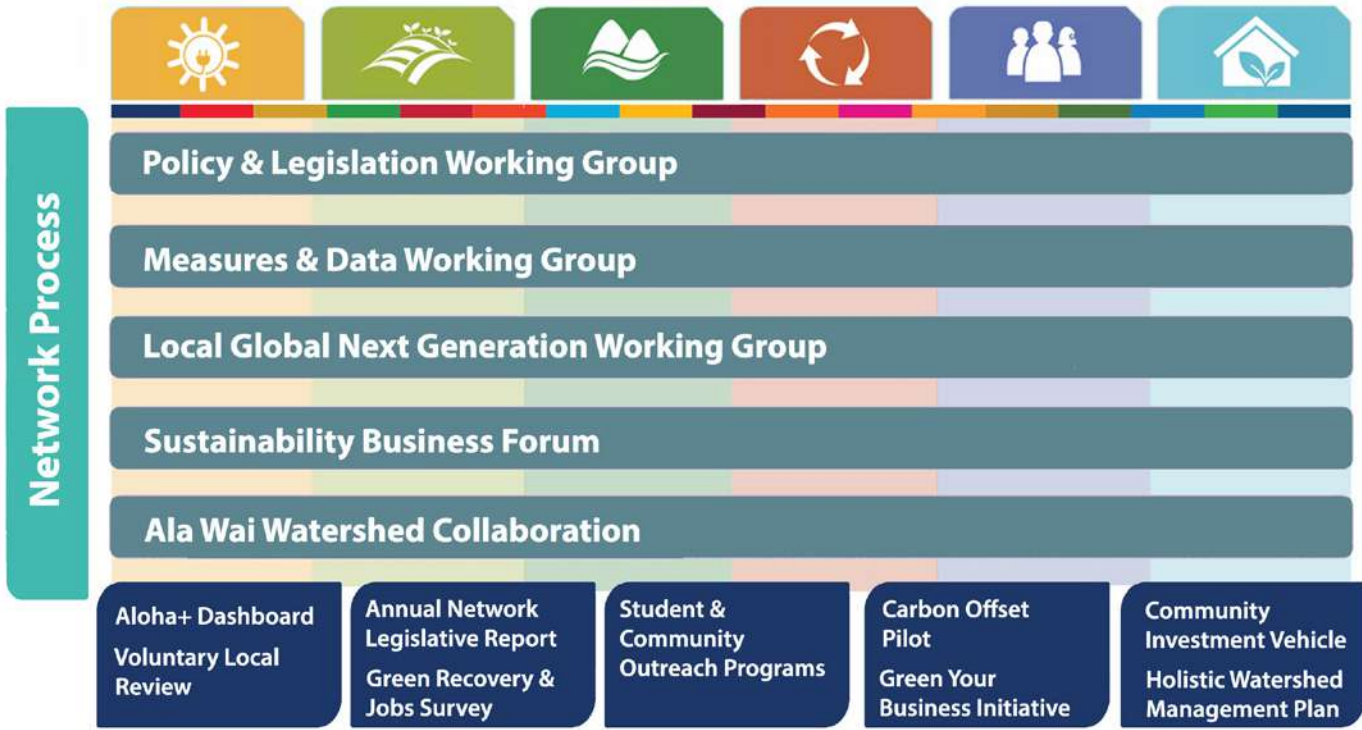 Network Process
Policy & Legislation Working Group
Measures & Data Working Group
Local Global Next Generation Working Group
Sustainability Business Forum
Ala Wai Watershed Collaboration
Aloha+ Dashboard
Voluntary Local
Review
Annual Network
Legislative Report
Green Recovery &
Jobs Survey
Student &
Community
Outreach Programs
Carbon Offset
Pilot
Green Your
Business Initiative
Community
Investment Vehicle
Holistic Watershed
Management Plan